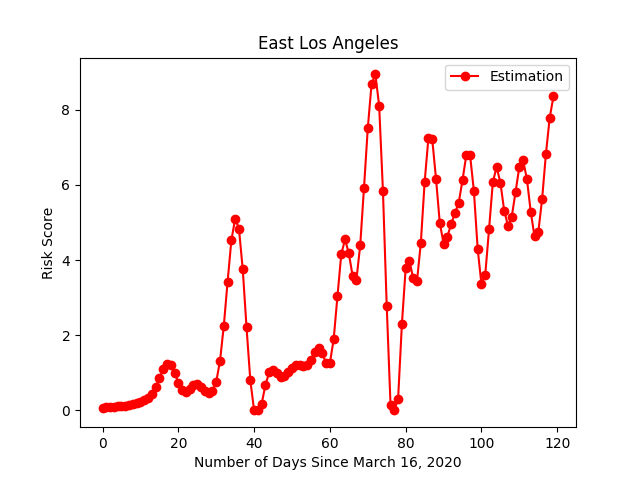 East Los Angeles
Estimation
Risk Score
8
6
4
2
0
0 20 40 60 80 100 120
Number of Days Since March 16, 2020